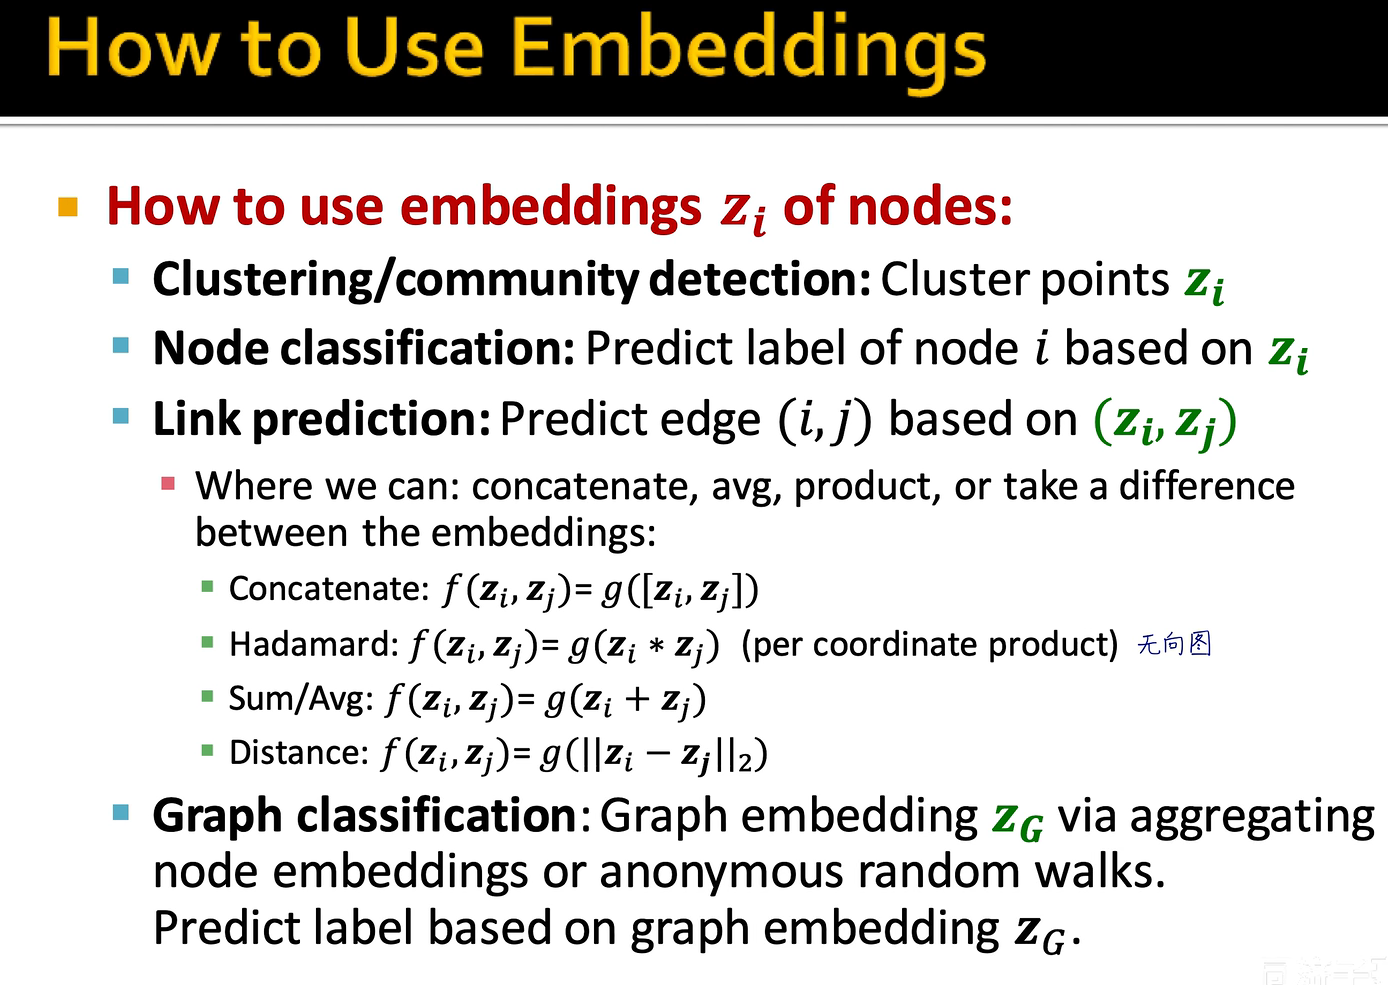 How to Use Embeddings
How to use embeddings z_i of nodes:
Clustering/community detection: Cluster points z_i
Node classification: Predict label of node i based on z_i
Link prediction: Predict edge (i, j) based on (z_i, z_j)
Where we can: concatenate, avg, product, or take a difference
between the embeddings:
Concatenate: f(z_i, z_j)= g([z_i, z_j])
Hadamard: f(z_i, z_j)= g(z_i ∗ z_j) (per coordinate product) 无向图
Sum/Avg: f(z_i, z_j)= g(z_i + z_j)
Distance: f(z_i, z_j)= g(||z_i − z_j||_2)
Graph classification: Graph embedding z_G via aggregating
node embeddings or anonymous random walks.
Predict label based on graph embedding z_G.